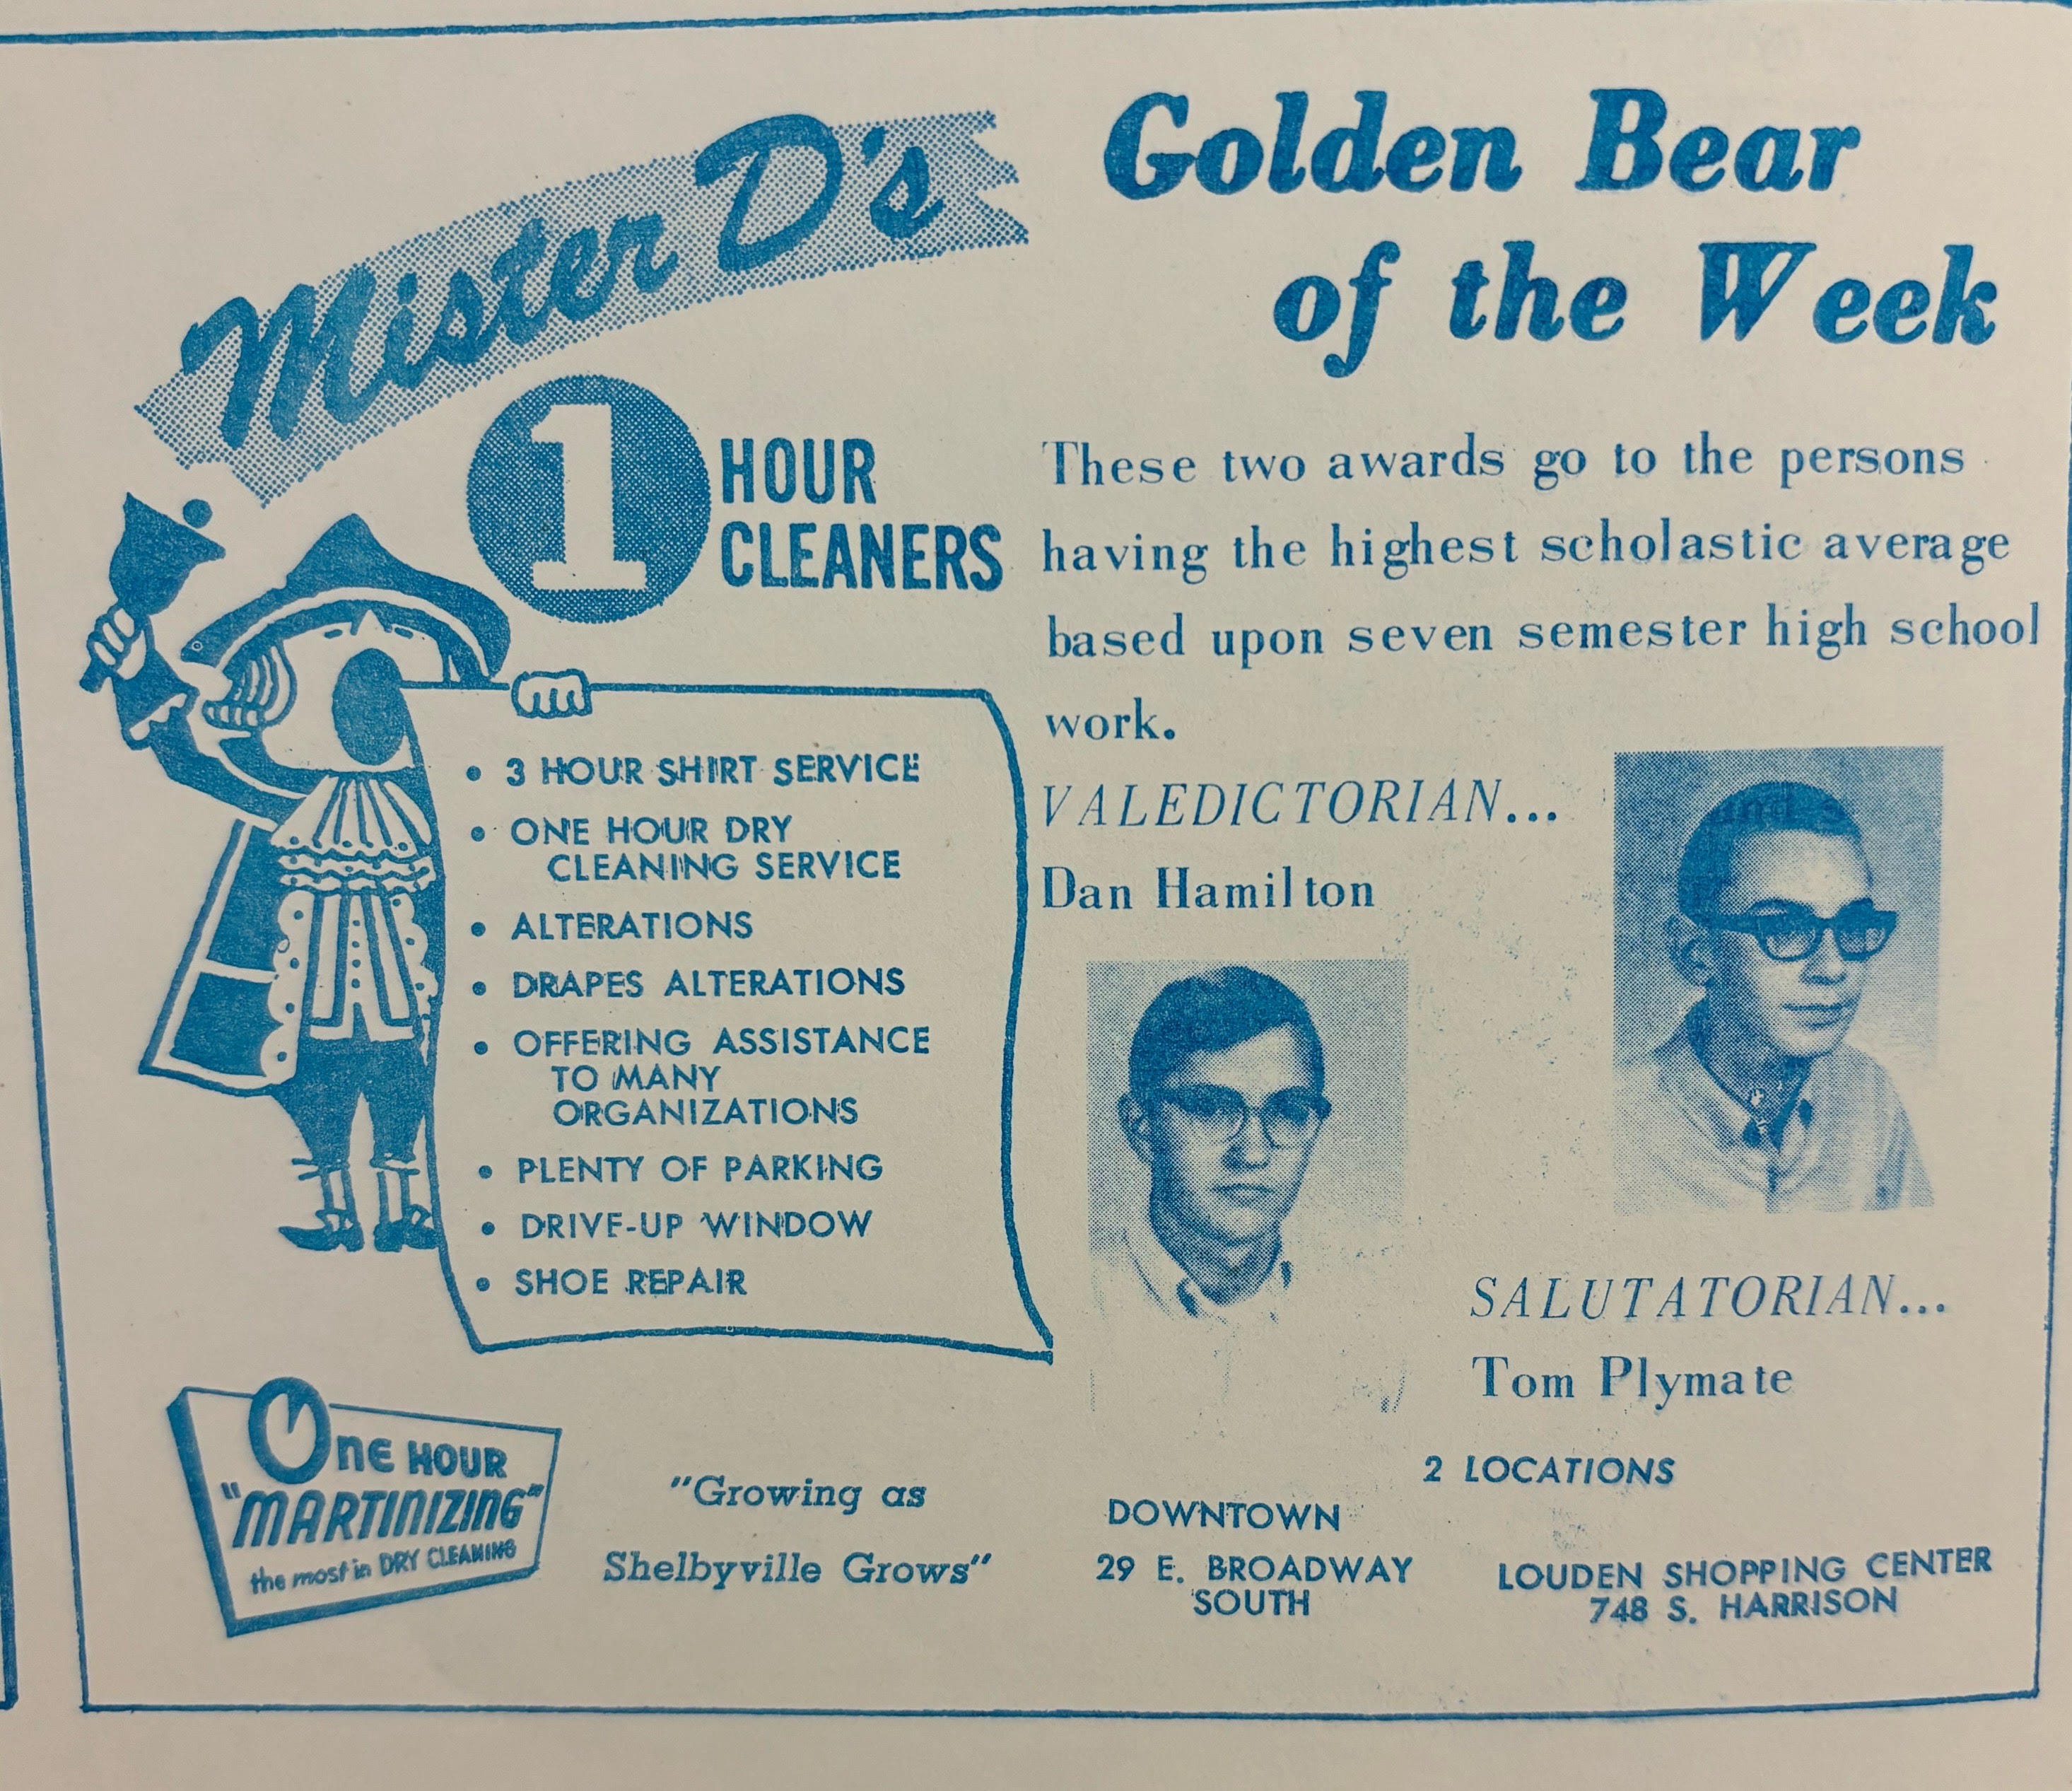 Mister D's
1 HOUR
CLEANERS
• 3 HOUR SHIRT SERVICE
• ONE HOUR DRY
CLEANING SERVICE
• ALTERATIONS
• DRAPES ALTERATIONS
• OFFERING ASSISTANCE
TO MANY
ORGANIZATIONS
• PLENTY OF PARKING
• DRIVE-UP WINDOW
• SHOE REPAIR
One HOUR
"MARTINIZING"
the most in DRY CLEANING
"Growing as
Shelbyville Grows"
Golden Bear
of the Week
These two awards go to the persons
having the highest scholastic average
based upon seven semester high school
work.
VALEDICTORIAN...
Dan Hamilton
SALUTATORIAN...
Tom Plymate
2 LOCATIONS
DOWNTOWN
29 E. BROADWAY
SOUTH
LOUDEN SHOPPING CENTER
748 S. HARRISON